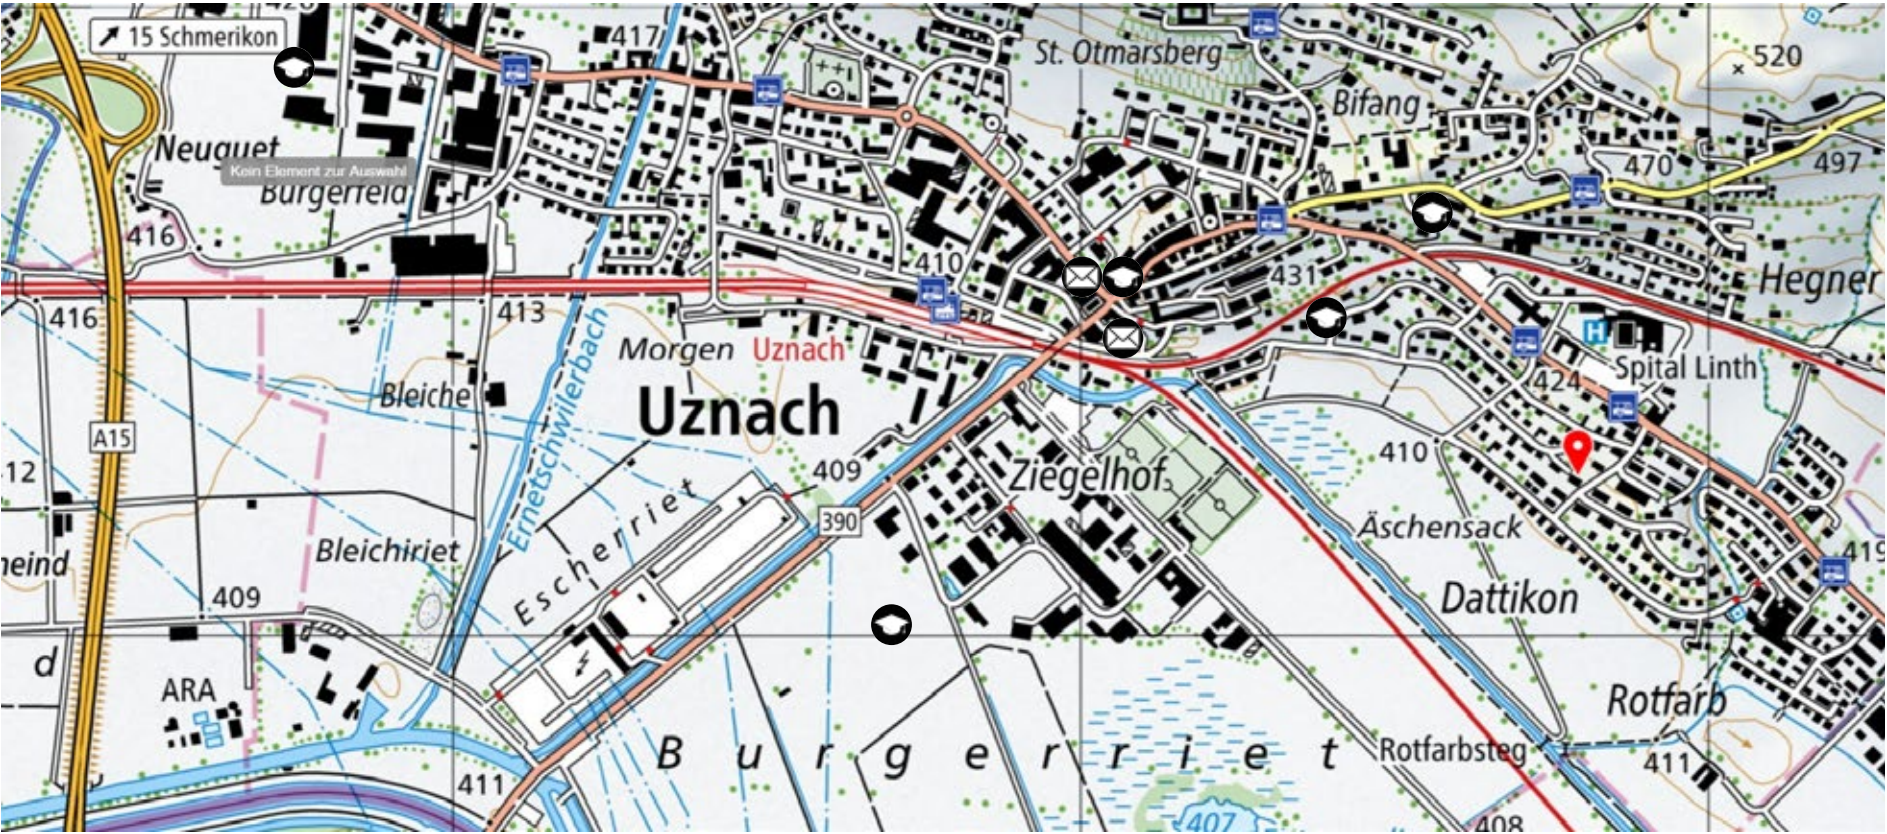 15 Schmerikon
417
St. Otmarsberg
520
Bifang
Neuguet
Kein Element zur Auswahl
Burgerfeld
470
497
416
410
431
Hegner
416
413
Morgen
Uznach
Spital Linth
H
Bleiche
Uznach
424
A15
Ernetschwilerbach
409
Ziegelhof
410
12
Escherriet
390
Äschensack
Bleichiriet
419
neind
409
Dattikon
d
ARA
Rotfarb
Burgerriet
Rotfarbsteg
411
411
407
408